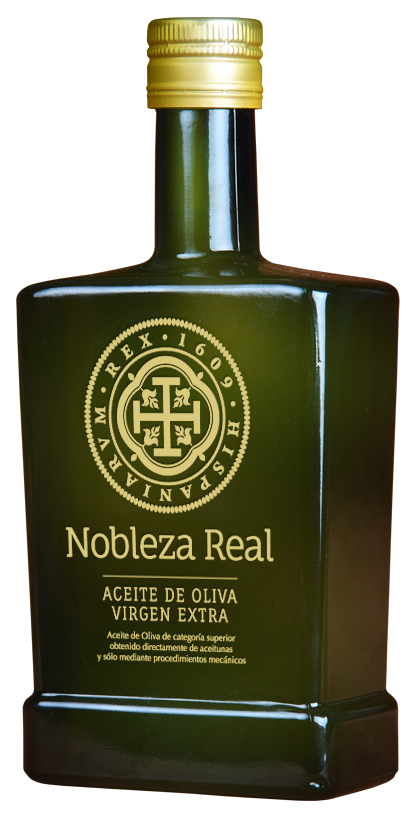 HISPANIARVM · REX · 1609 ·
Nobleza Real
ACEITE DE OLIVA
VIRGEN EXTRA
Aceite de Oliva de categoría superior
obtenido directamente de aceitunas
y sólo mediante procedimientos mecánicos